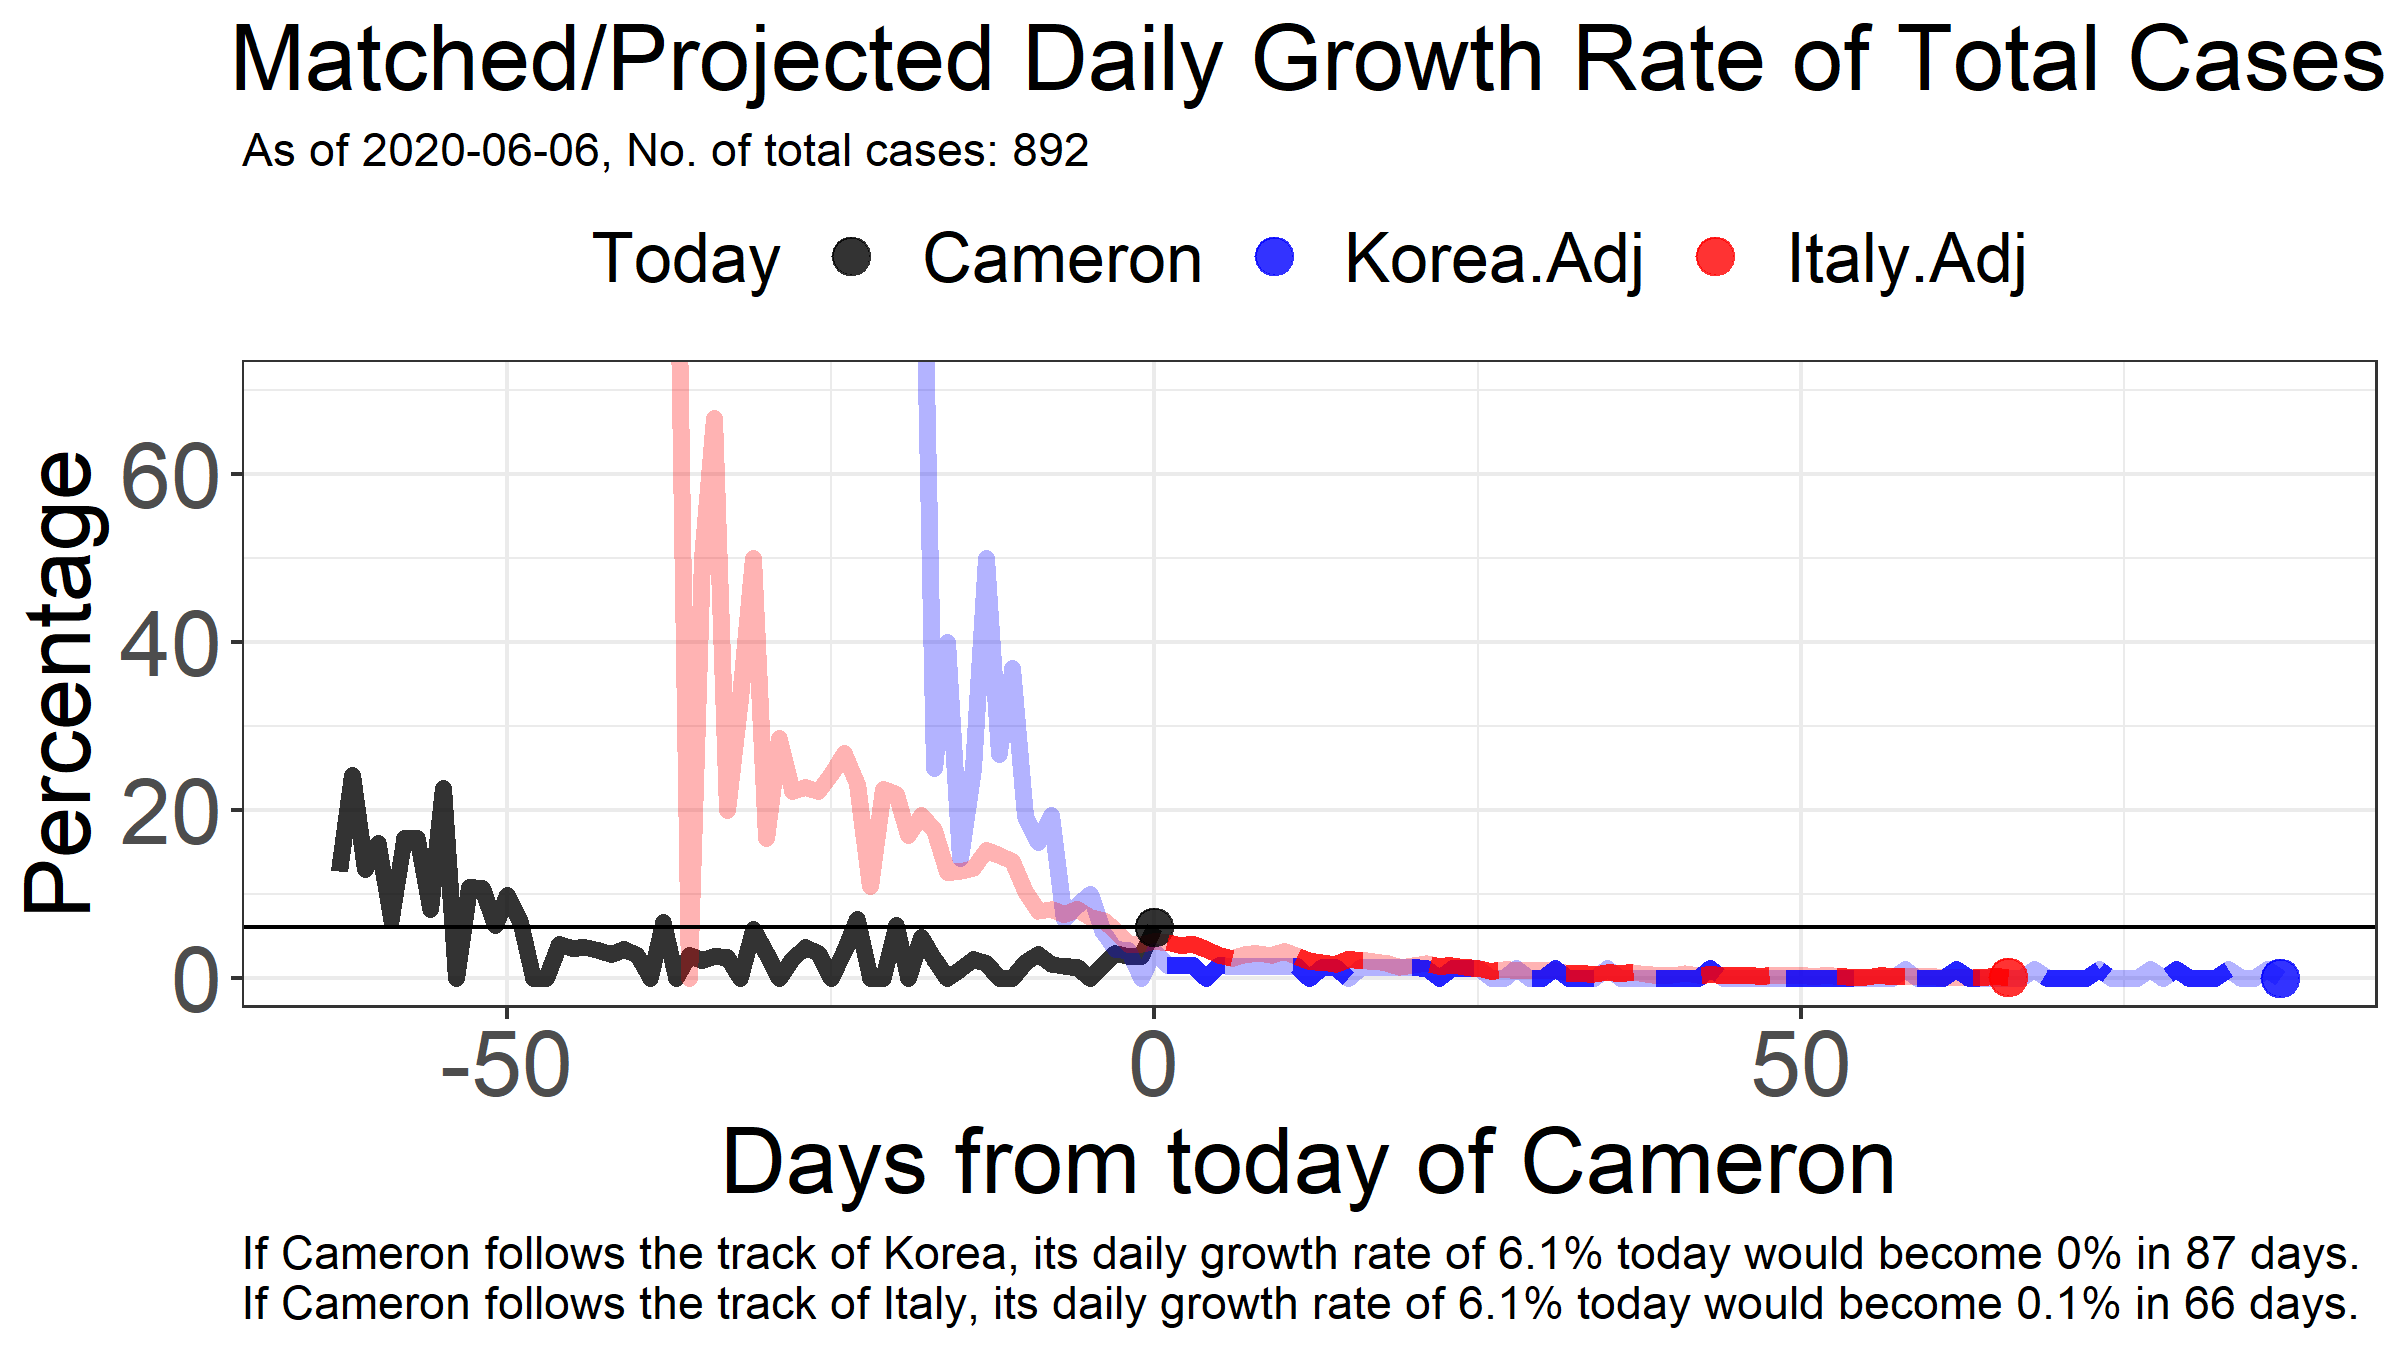 Matched/Projected Daily Growth Rate of Total Cases
As of 2020-06-06, No. of total cases: 892
Today Cameron Korea.Adj Italy.Adj
Percentage
60
40
20
0
-50 0 50
Days from today of Cameron
If Cameron follows the track of Korea, its daily growth rate of 6.1% today would become 0% in 87 days.
If Cameron follows the track of Italy, its daily growth rate of 6.1% today would become 0.1% in 66 days.